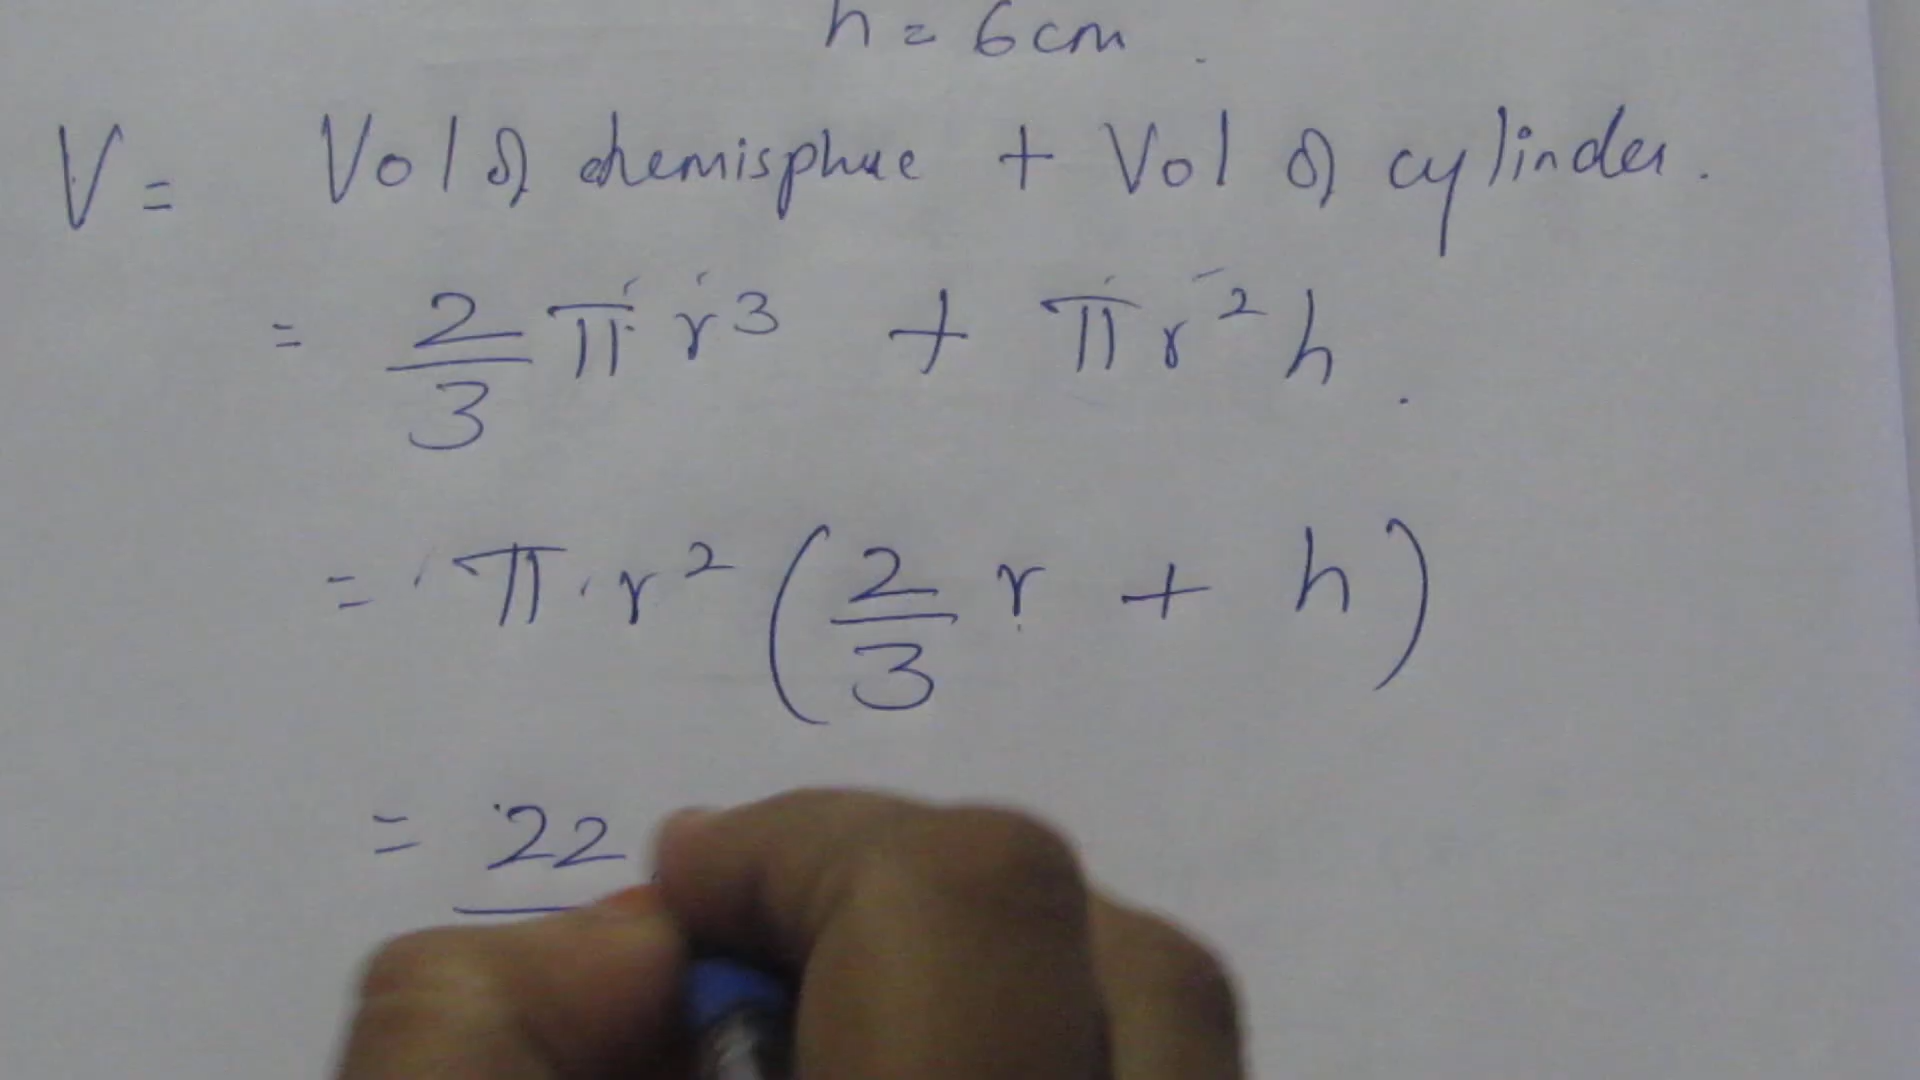 h = 6cm
V = Vol of hemisphere + Vol of cylinder.
= 2/3 π r³ + π r² h.
= π r² (2/3 r + h)
= 22